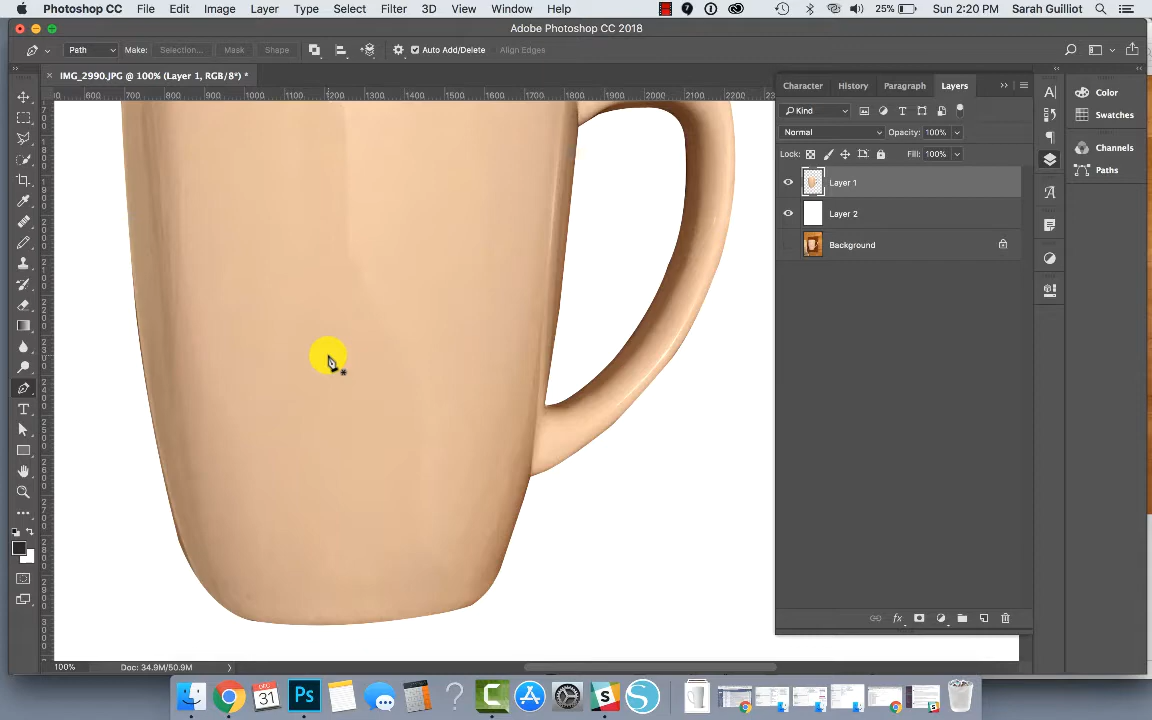 Photoshop CC File Edit Image Layer Type Select Filter 3D View Window Help 25% Sun 2:20 PM Sarah Guilliot
Adobe Photoshop CC 2018
Path Make: Selection... Mask Shape Auto Add/Delete Align Edges
IMG_2990.JPG @ 100% (Layer 1, RGB/8*) *
600 700 800 900 1000 1100 1200 1300 1400 1500 1600 1700 1800 1900 2000 2100 2200
Character History Paragraph Layers
Kind
Normal Opacity: 100%
Lock: Fill: 100%
Layer 1
Layer 2
Background
Color
Swatches
Channels
Paths
100% Doc: 34.9M/50.9M
DEC
31
Ps